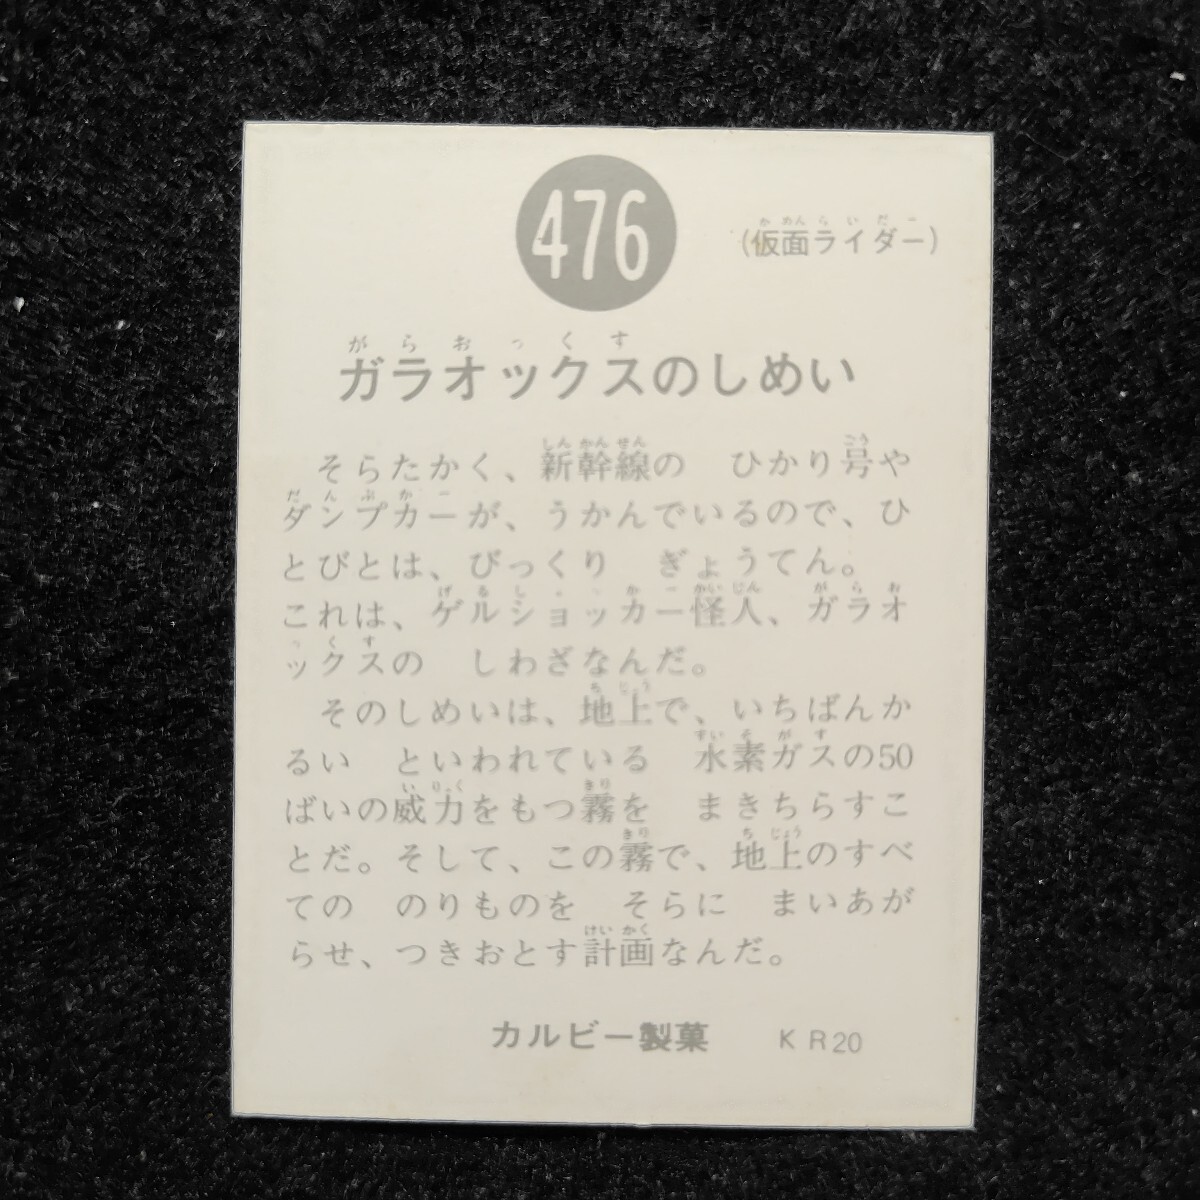 476
(仮面ライダー)
ガラオックスのしめい
そらたかく、新幹線の ひかり号や
ダンプカーが、うかんでいるので、ひ
とびとは、びっくり ぎょうてん。
これは、ゲルショッカー怪人、ガラオ
ックスの しわざなんだ。
そのしめいは、地上で、いちばんか
るい といわれている 水素ガスの50
ばいの威力をもつ霧を まきちらすこ
とだ。そして、この霧で、地上のすべ
ての のりものを そらに まいあが
らせ、つきおとす計画なんだ。
カルビー製菓 KR20